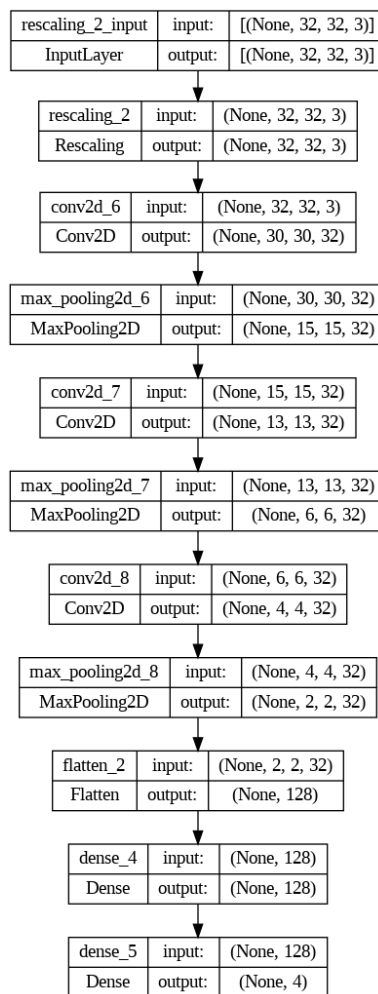 rescaling_2_input input: [(None, 32, 32, 3)]
InputLayer output: [(None, 32, 32, 3)]
rescaling_2 input: (None, 32, 32, 3)
Rescaling output: (None, 32, 32, 3)
conv2d_6 input: (None, 32, 32, 3)
Conv2D output: (None, 30, 30, 32)
max_pooling2d_6 input: (None, 30, 30, 32)
MaxPooling2D output: (None, 15, 15, 32)
conv2d_7 input: (None, 15, 15, 32)
Conv2D output: (None, 13, 13, 32)
max_pooling2d_7 input: (None, 13, 13, 32)
MaxPooling2D output: (None, 6, 6, 32)
conv2d_8 input: (None, 6, 6, 32)
Conv2D output: (None, 4, 4, 32)
max_pooling2d_8 input: (None, 4, 4, 32)
MaxPooling2D output: (None, 2, 2, 32)
flatten_2 input: (None, 2, 2, 32)
Flatten output: (None, 128)
dense_4 input: (None, 128)
Dense output: (None, 128)
dense_5 input: (None, 128)
Dense output: (None, 4)